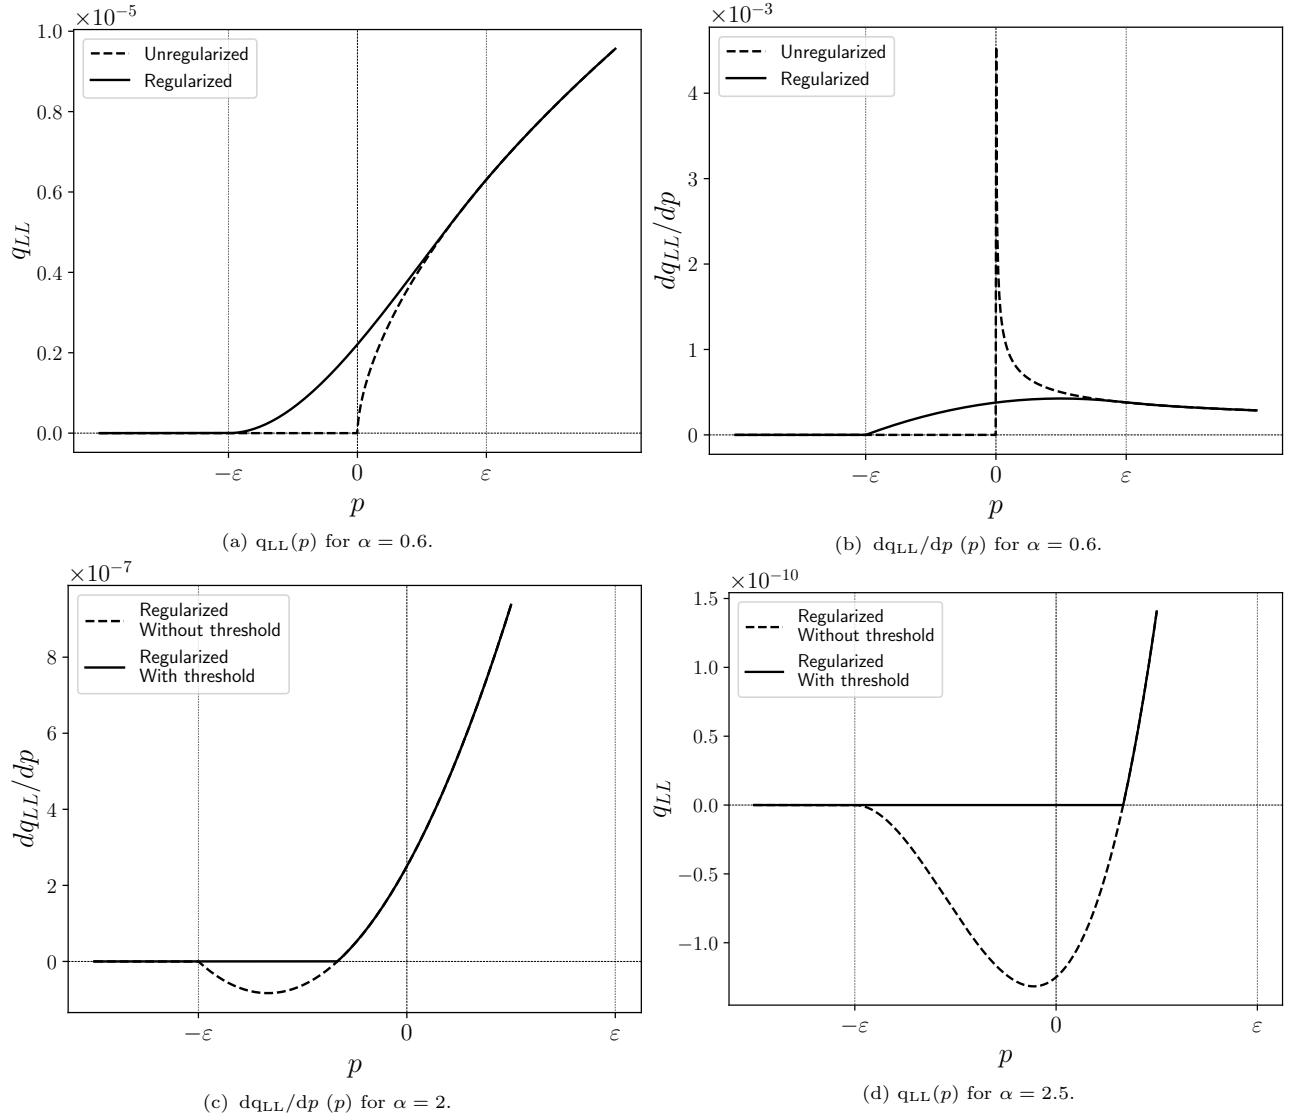 ×10⁻⁵
1.0
0.8
0.6
0.4
0.2
0.0
q_LL
Unregularized
Regularized
−ε
0
ε
p
(a) q_LL(p) for α = 0.6.
×10⁻³
4
3
2
1
0
dq_LL/dp
Unregularized
Regularized
−ε
0
ε
p
(b) dq_LL/dp (p) for α = 0.6.
×10⁻⁷
8
6
4
2
0
dq_LL/dp
Regularized
Without threshold
Regularized
With threshold
−ε
0
ε
p
(c) dq_LL/dp (p) for α = 2.
×10⁻¹⁰
1.5
1.0
0.5
0.0
−0.5
−1.0
q_LL
Regularized
Without threshold
Regularized
With threshold
−ε
0
ε
p
(d) q_LL(p) for α = 2.5.